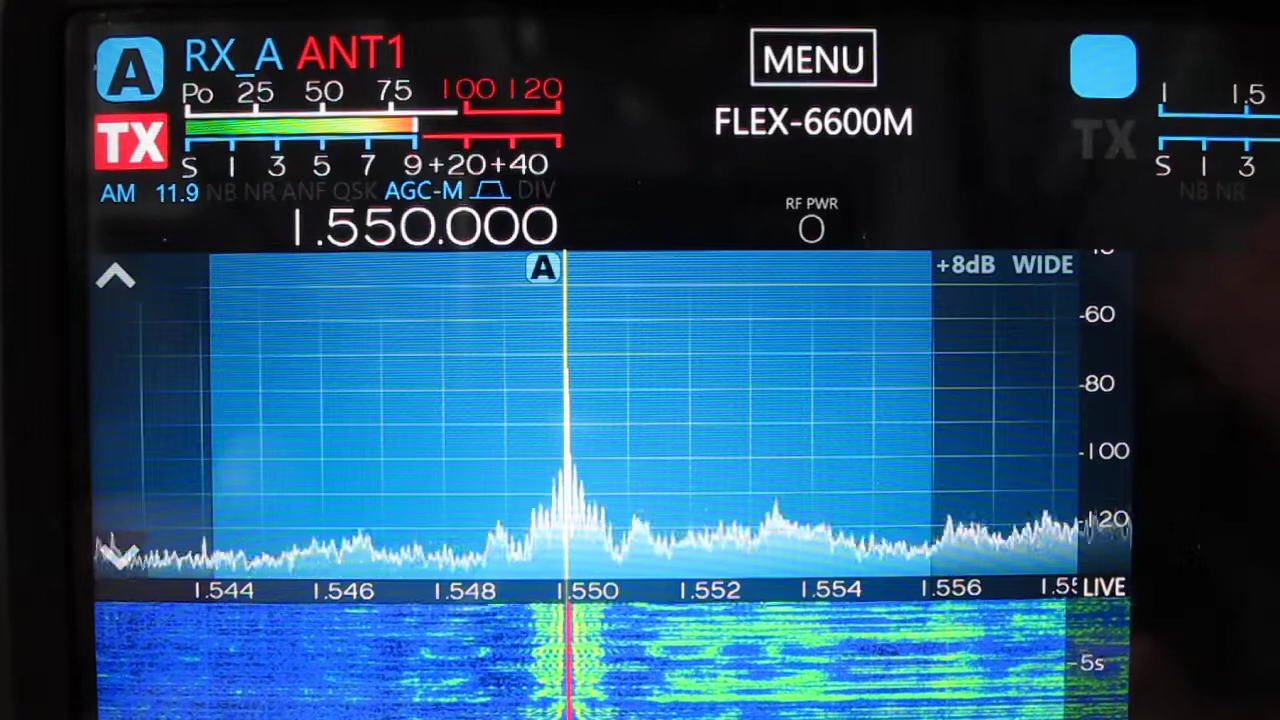 A RX_A ANT1
MENU
Po 25 50 75 100 120
1 1.5
FLEX-6600M
TX
TX
S 1 3 5 7 9 +20 +40
S 1 3
AM 11.9 NB NR ANF QSK AGC-M DIV
NB NR
1.550.000
RF PWR
0
A
+8dB WIDE
-60
-80
-100
-120
1.544 1.546 1.548 1.550 1.552 1.554 1.556
LIVE
-5s